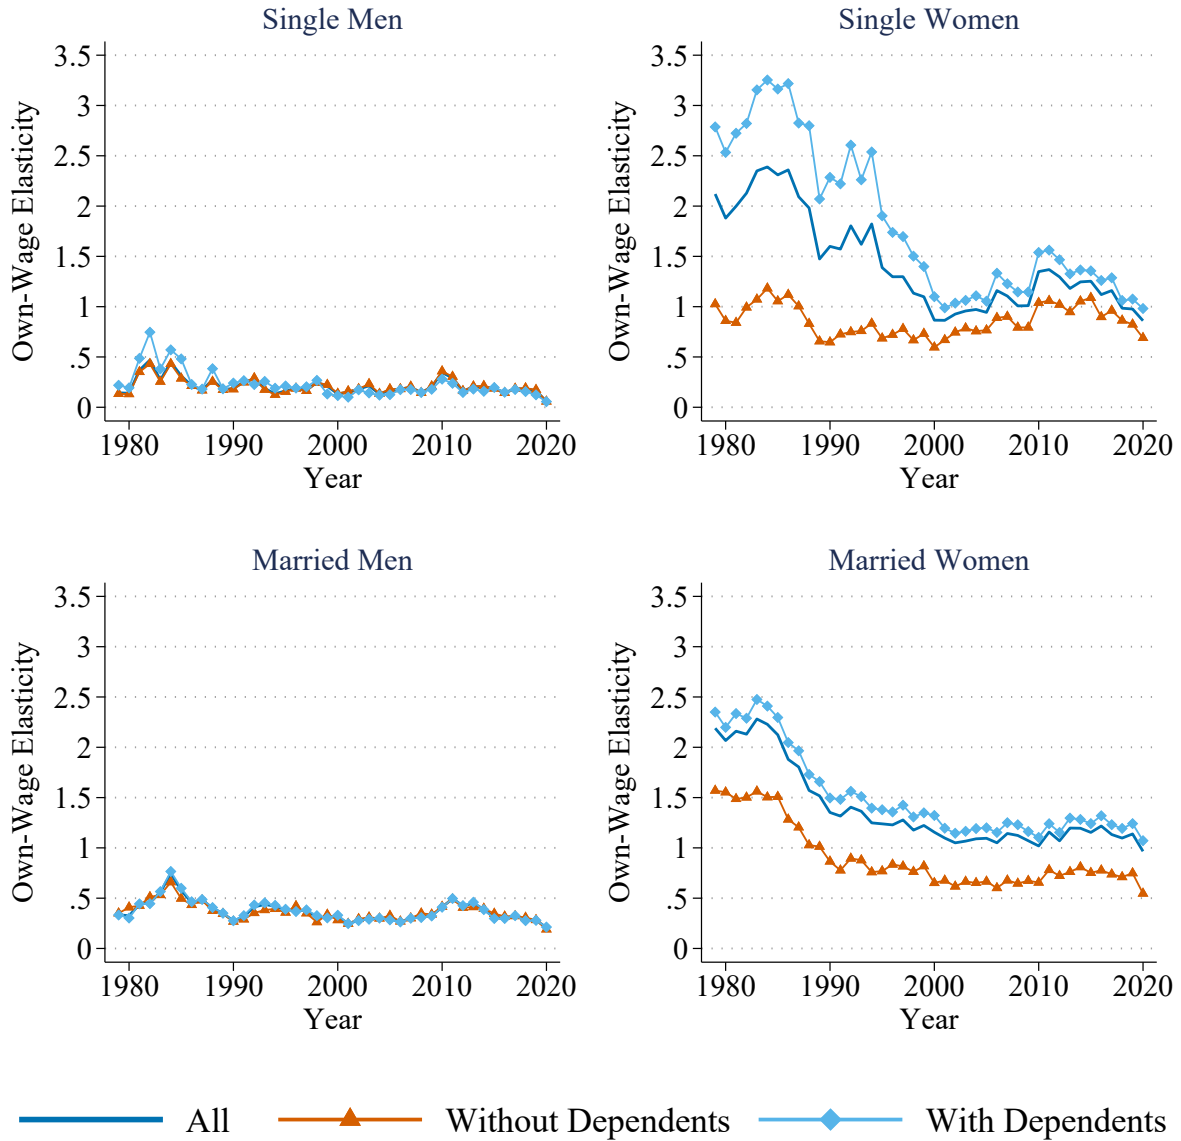 Single Men
Own-Wage Elasticity
3.5
3
2.5
2
1.5
1
.5
0
1980 1990 2000 2010 2020
Year
Single Women
Own-Wage Elasticity
3.5
3
2.5
2
1.5
1
.5
0
1980 1990 2000 2010 2020
Year
Married Men
Own-Wage Elasticity
3.5
3
2.5
2
1.5
1
.5
0
1980 1990 2000 2010 2020
Year
Married Women
Own-Wage Elasticity
3.5
3
2.5
2
1.5
1
.5
0
1980 1990 2000 2010 2020
Year
All Without Dependents With Dependents